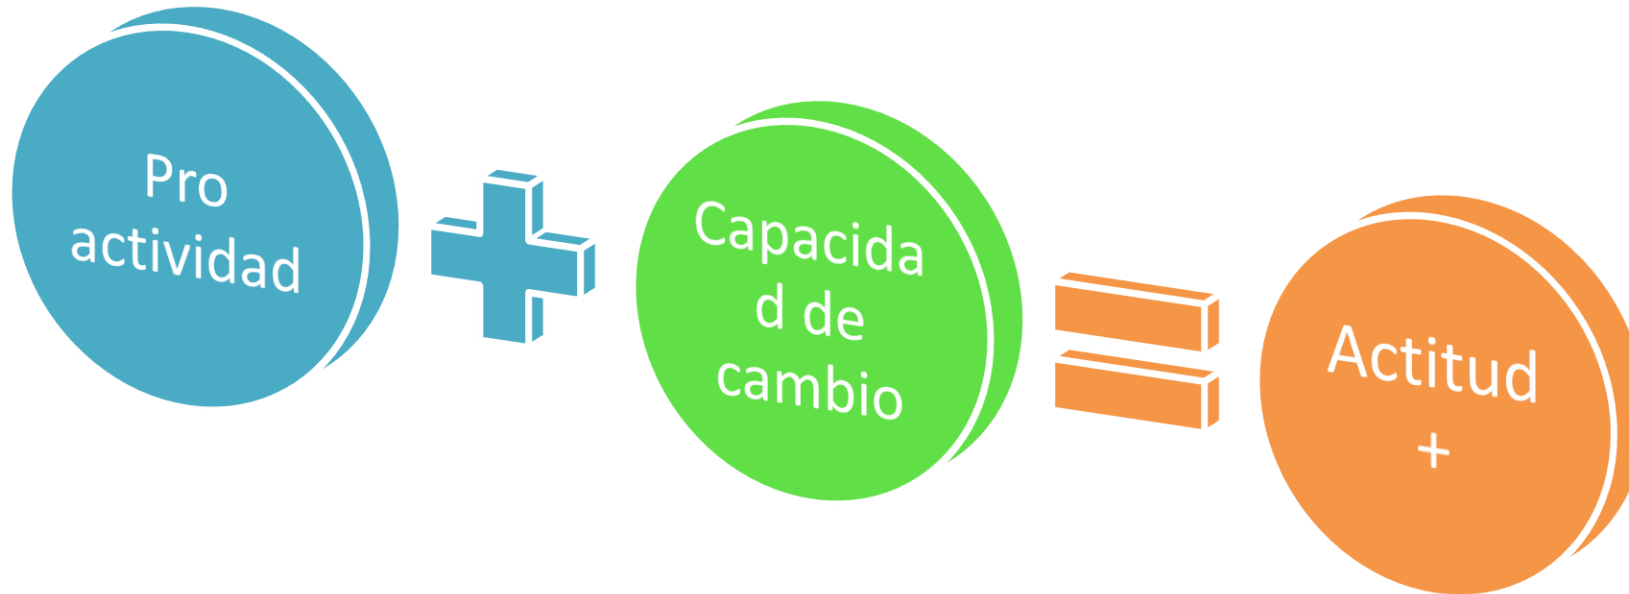 Pro
actividad
Capacida
d de
cambio
Actitud
+